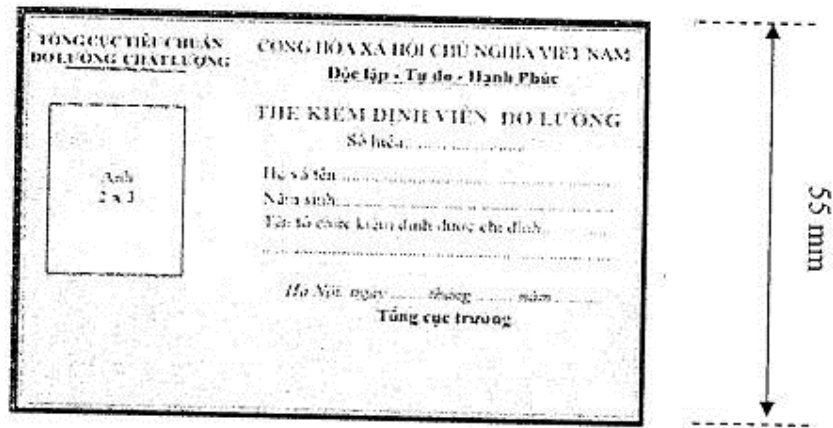 TỔNG CỤC TIÊU CHUẨN
ĐO LƯỜNG CHẤT LƯỢNG
CỘNG HÒA XÃ HỘI CHỦ NGHĨA VIỆT NAM
Độc lập - Tự do - Hạnh Phúc
THẺ KIỂM ĐỊNH VIÊN ĐO LƯỜNG
Số hiệu.....................
Ảnh
2 x 3
Họ và tên.....................
Năm sinh.....................
Tên tổ chức kiểm định được chỉ định...............
.....................
Hà Nội, ngày ........ tháng ........ năm ........
Tổng cục trưởng
55 mm